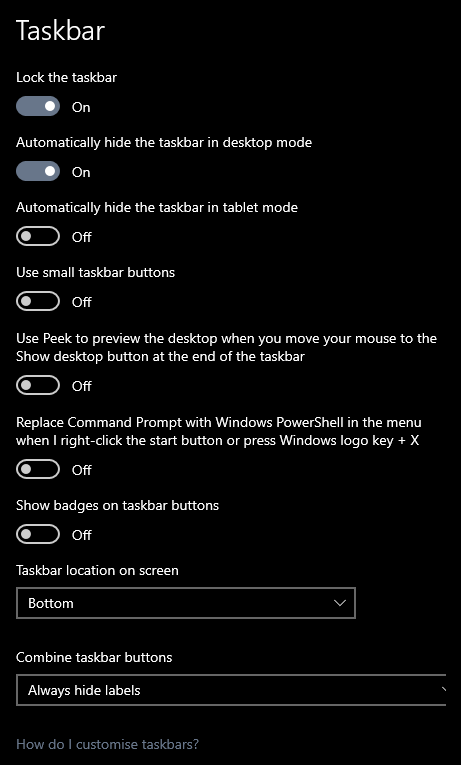 Taskbar
Lock the taskbar
On
Automatically hide the taskbar in desktop mode
On
Automatically hide the taskbar in tablet mode
Off
Use small taskbar buttons
Off
Use Peek to preview the desktop when you move your mouse to the
Show desktop button at the end of the taskbar
Off
Replace Command Prompt with Windows PowerShell in the menu
when I right-click the start button or press Windows logo key + X
Off
Show badges on taskbar buttons
Off
Taskbar location on screen
Bottom
Combine taskbar buttons
Always hide labels
How do I customise taskbars?